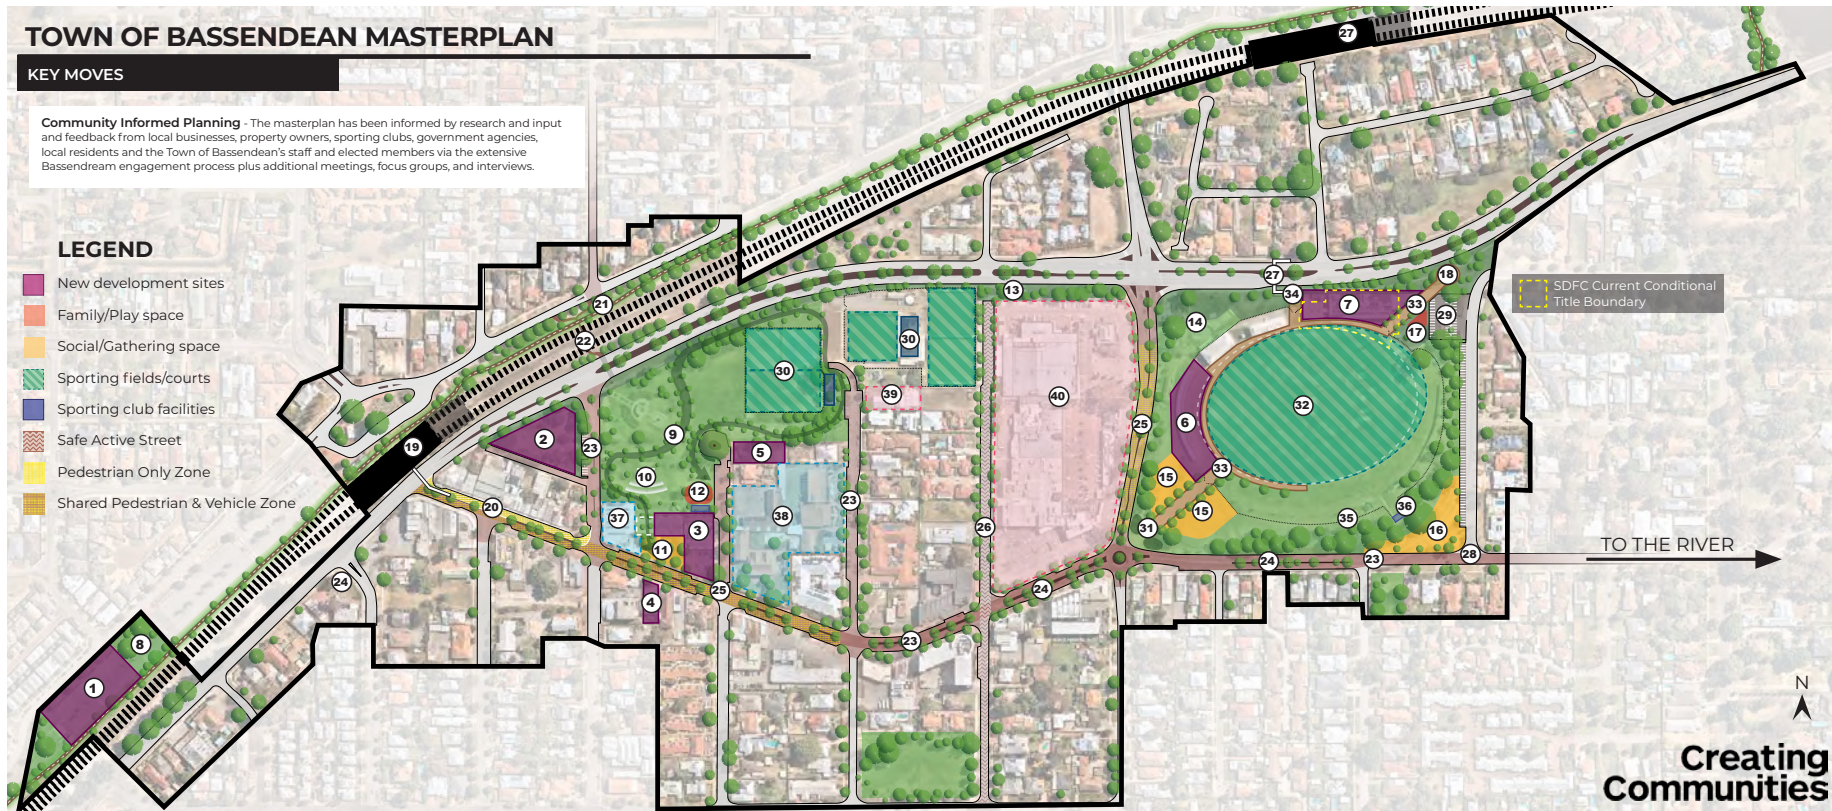 TOWN OF BASSENDEAN MASTERPLAN
KEY MOVES
Community Informed Planning - The masterplan has been informed by research and input
and feedback from local businesses, property owners, sporting clubs, government agencies,
local residents and the Town of Bassendean's staff and elected members via the extensive
Bassendream engagement process plus additional meetings, focus groups, and interviews.
LEGEND
New development sites
Family/Play space
Social/Gathering space
Sporting fields/courts
Sporting club facilities
Safe Active Street
Pedestrian Only Zone
Shared Pedestrian & Vehicle Zone
SDFC Current Conditional
Title Boundary
27
27
18
34
7
33
29
17
13
14
21
22
30
30
39
40
32
6
25
2
23
9
5
19
10
12
15
33
20
37
38
23
3
15
36
35
16
31
26
11
25
24
23
28
24
24
4
23
8
1
TO THE RIVER
N
Creating
Communities